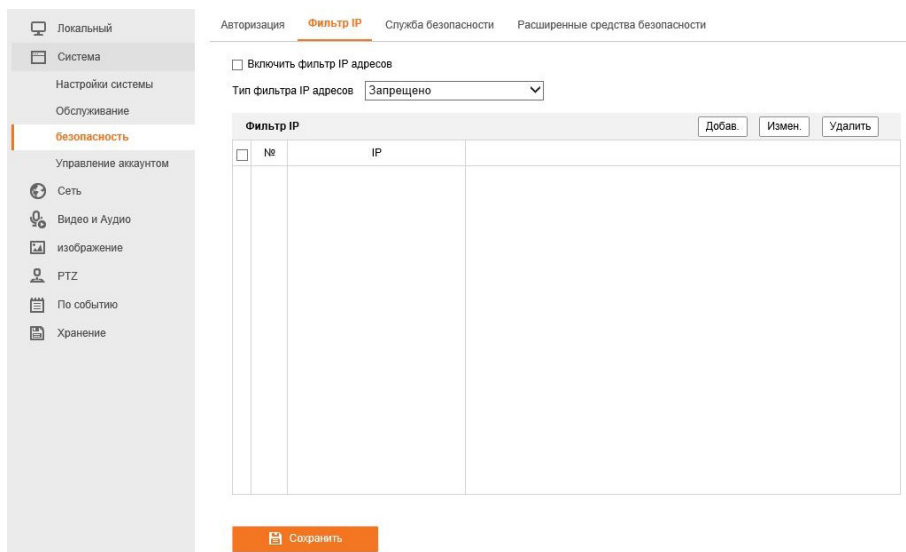 Локальный
Система
Настройки системы
Обслуживание
безопасность
Управление аккаунтом
Сеть
Видео и Аудио
изображение
PTZ
По событию
Хранение
Авторизация Фильтр IP Служба безопасности Расширенные средства безопасности
Включить фильтр IP адресов
Тип фильтра IP адресов Запрещено
Фильтр IP Добав. Измен. Удалить
№ IP
Сохранить